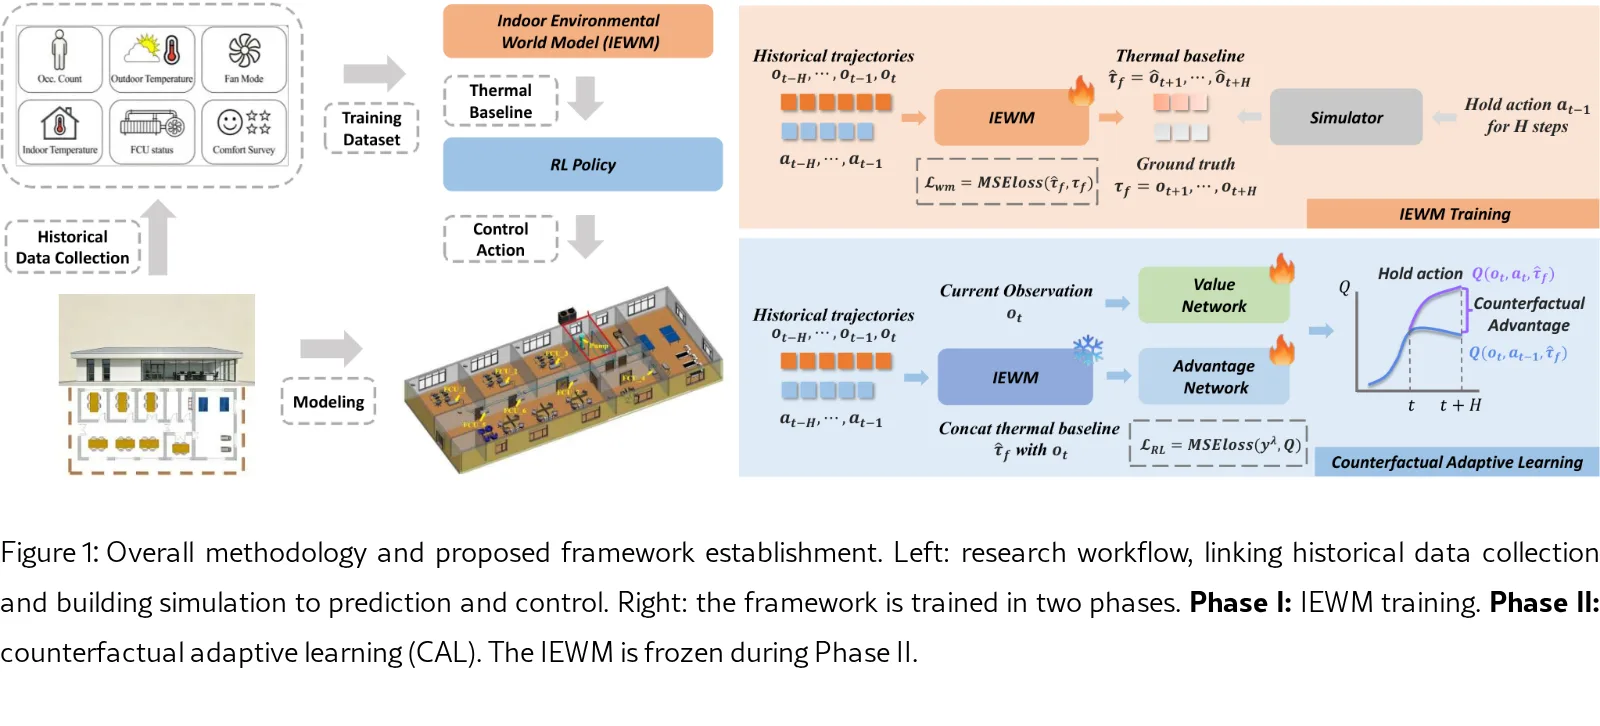 Occ. Count
Outdoor Temperature
Fan Mode
Indoor Temperature
FCU status
Comfort Survey
Training
Dataset
Historical
Data Collection
Modeling
Indoor Environmental
World Model (IEWM)
Thermal
Baseline
RL Policy
Control
Action
FCU_1
FCU_2
FCU_3
FCU_6
Pump
Historical trajectories
o_{t−H}, ⋯, o_{t−1}, o_t
a_{t−H}, ⋯, a_{t−1}
IEWM
ℒ_{wm} = MSEloss(τ̂_f, τ_f)
Thermal baseline
τ̂_f = ô_{t+1}, ⋯, ô_{t+H}
Ground truth
τ_f = o_{t+1}, ⋯, o_{t+H}
Simulator
Hold action a_{t−1}
for H steps
IEWM Training
Historical trajectories
o_{t−H}, ⋯, o_{t−1}, o_t
a_{t−H}, ⋯, a_{t−1}
Current Observation
o_t
IEWM
Concat thermal baseline
τ̂_f with o_t
Value
Network
Advantage
Network
ℒ_{RL} = MSEloss(y^λ, Q)
Q
Hold action Q(o_t, a_t, τ̂_f)
Counterfactual
Advantage
Q(o_t, a_{t−1}, τ̂_f)
t t + H
Counterfactual Adaptive Learning
Figure 1: Overall methodology and proposed framework establishment. Left: research workflow, linking historical data collection
and building simulation to prediction and control. Right: the framework is trained in two phases. Phase I: IEWM training. Phase II:
counterfactual adaptive learning (CAL). The IEWM is frozen during Phase II.